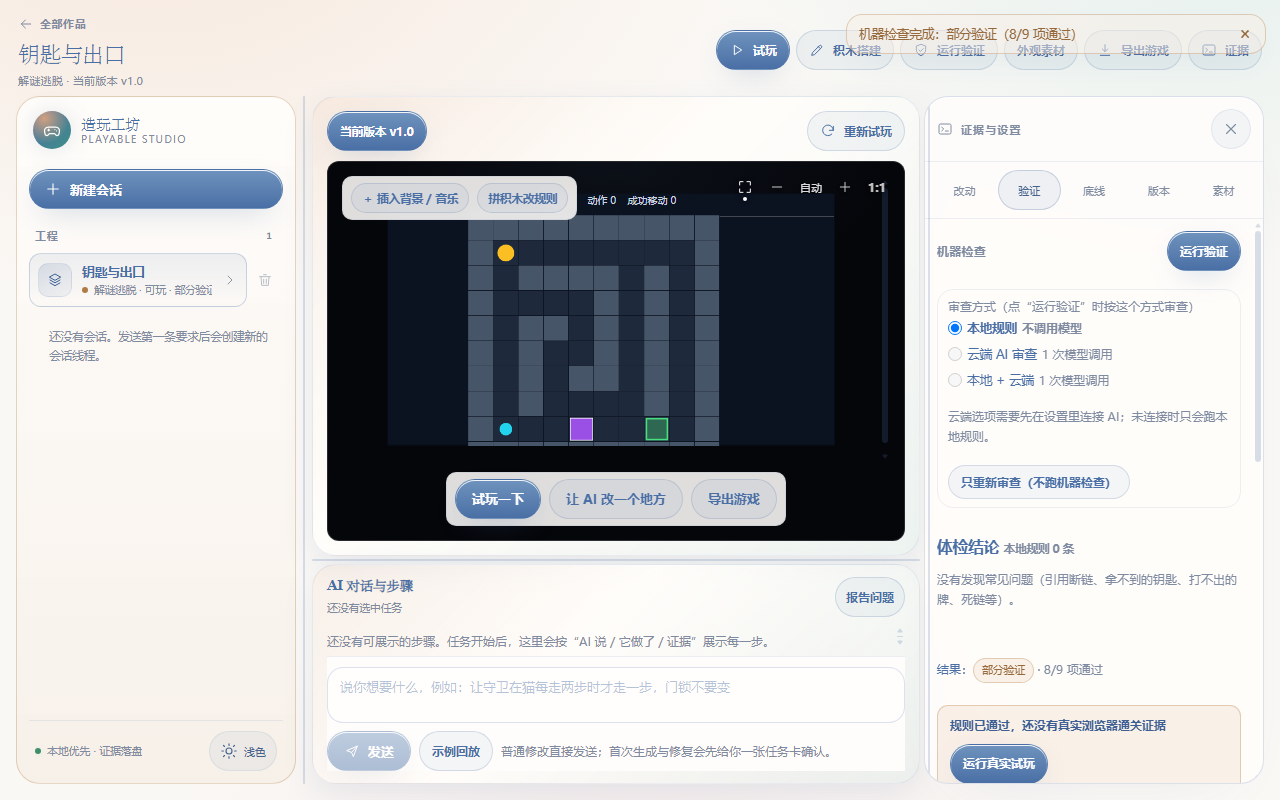 全部作品
钥匙与出口
解谜逃脱 · 当前版本 v1.0
试玩
积木搭建
运行验证
外观素材
导出游戏
证据
机器检查完成：部分验证（8/9 项通过）
造玩工坊
PLAYABLE STUDIO
新建会话
工程
1
钥匙与出口
解谜逃脱 · 可玩 · 部分验证
还没有会话。发送第一条要求后会创建新的
会话线程。
本地优先 · 证据落盘
浅色
当前版本 v1.0
重新试玩
+ 插入背景 / 音乐
拼积木改规则
动作 0 成功移动 0
自动
1:1
试玩一下
让 AI 改一个地方
导出游戏
AI 对话与步骤
还没有选中任务
报告问题
还没有可展示的步骤。任务开始后，这里会按“AI 说 / 它做了 / 证据”展示每一步。
说你想要什么，例如：让守卫在猫每走两步时才走一步，门锁不要变
发送
示例回放
普通修改直接发送；首次生成与修复会先给你一张任务卡确认。
证据与设置
改动
验证
底线
版本
素材
机器检查
运行验证
审查方式（点“运行验证”时按这个方式审查）
本地规则 不调用模型
云端 AI 审查 1 次模型调用
本地 + 云端 1 次模型调用
云端选项需要先在设置里连接 AI；未连接时只会跑本
地规则。
只重新审查（不跑机器检查）
体检结论 本地规则 0 条
没有发现常见问题（引用断链、拿不到的钥匙、打不出的
牌、死链等）。
结果： 部分验证 · 8/9 项通过
规则已通过，还没有真实浏览器通关证据
运行真实试玩